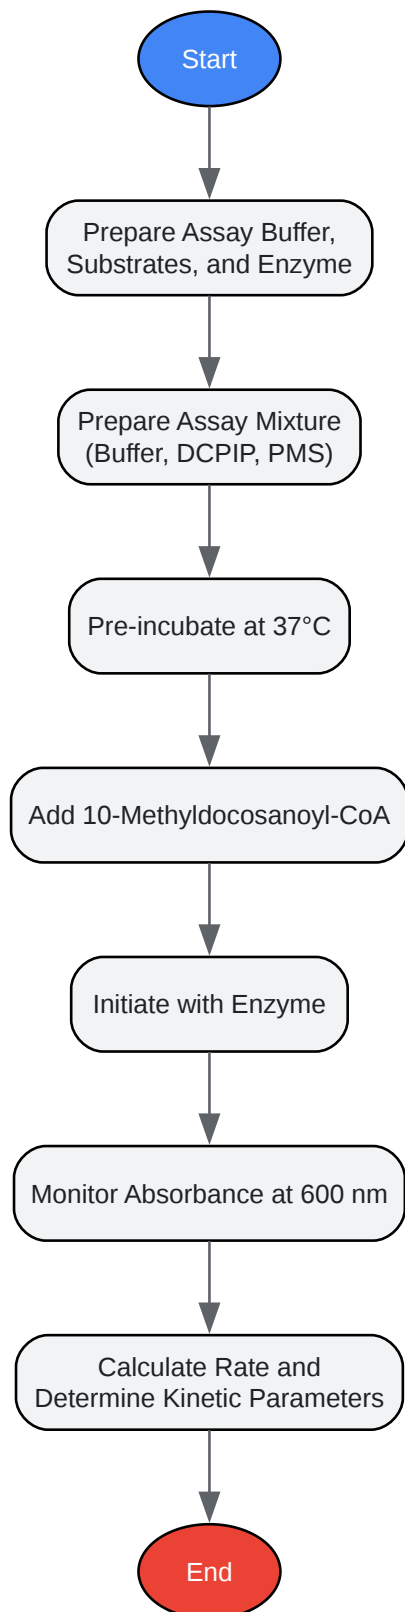 Start
Prepare Assay Buffer,
Substrates, and Enzyme
Prepare Assay Mixture
(Buffer, DCPIP, PMS)
Pre-incubate at 37°C
Add 10-Methyldocosanoyl-CoA
Initiate with Enzyme
Monitor Absorbance at 600 nm
Calculate Rate and
Determine Kinetic Parameters
End